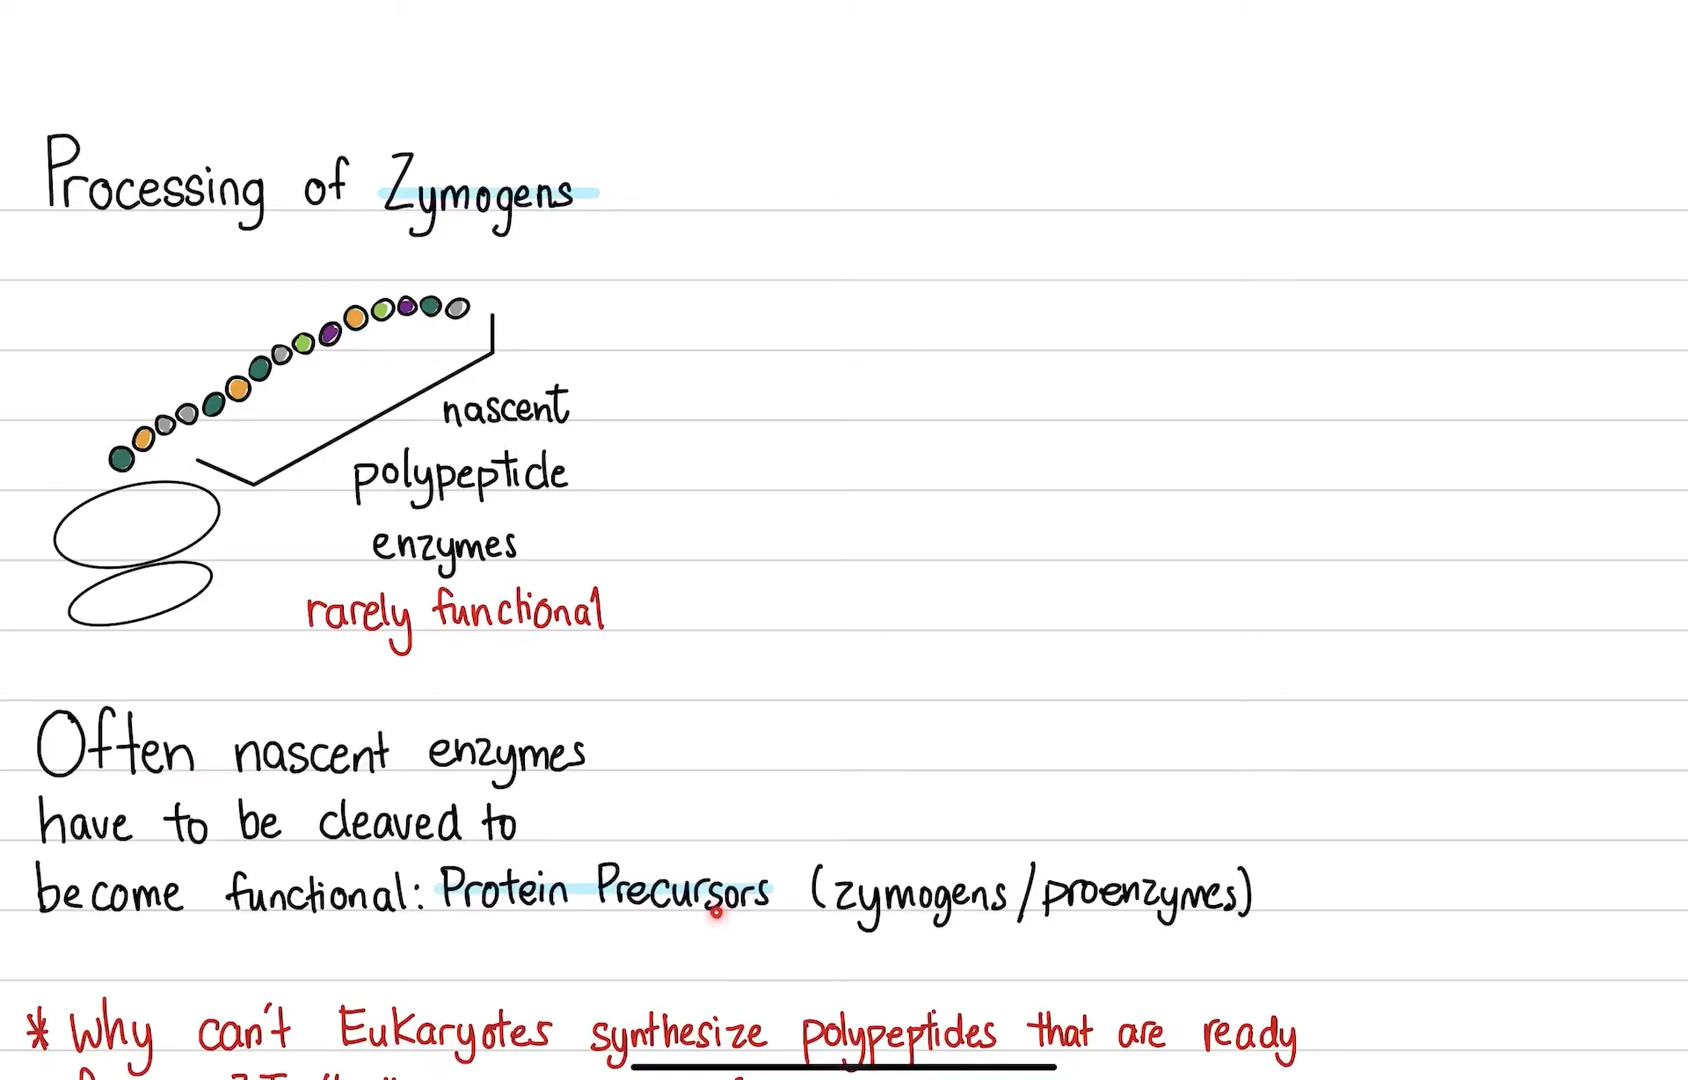 Processing of Zymogens
nascent
polypeptide
enzymes
rarely functional
Often nascent enzymes
have to be cleaved to
become functional: Protein Precursors (zymogens/proenzymes)
* Why can't Eukaryotes synthesize polypeptides that are ready